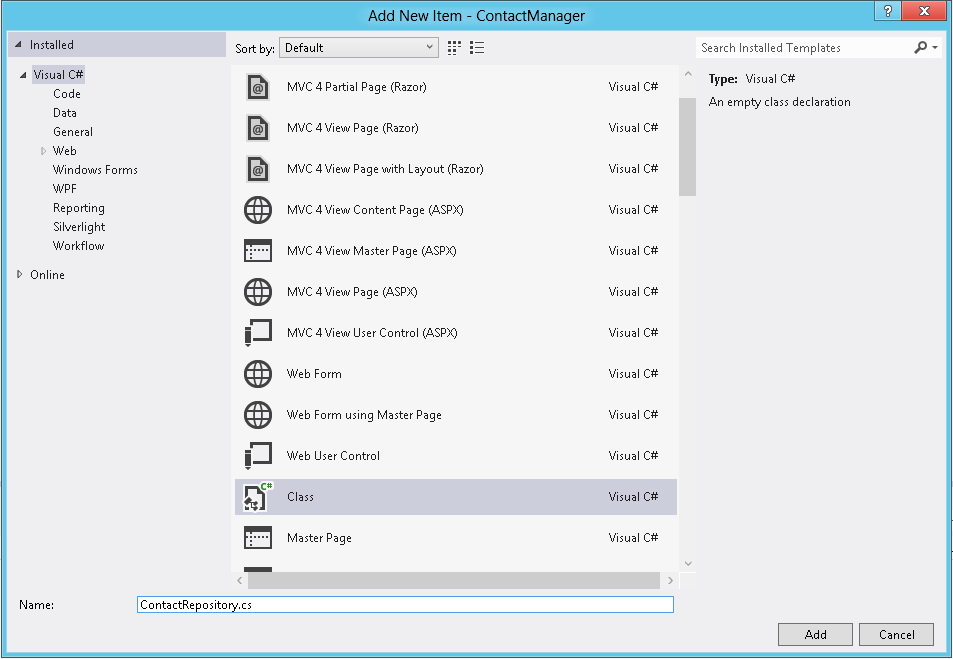 Add New Item - ContactManager
?
x
Installed
Sort by: Default
Search Installed Templates
Visual C#
Code
Data
General
Web
Windows Forms
WPF
Reporting
Silverlight
Workflow
Online
MVC 4 Partial Page (Razor) Visual C#
MVC 4 View Page (Razor) Visual C#
MVC 4 View Page with Layout (Razor) Visual C#
MVC 4 View Content Page (ASPX) Visual C#
MVC 4 View Master Page (ASPX) Visual C#
MVC 4 View Page (ASPX) Visual C#
MVC 4 View User Control (ASPX) Visual C#
Web Form Visual C#
Web Form using Master Page Visual C#
Web User Control Visual C#
C# Class Visual C#
Master Page Visual C#
Type: Visual C#
An empty class declaration
Name: ContactRepository.cs
Add Cancel